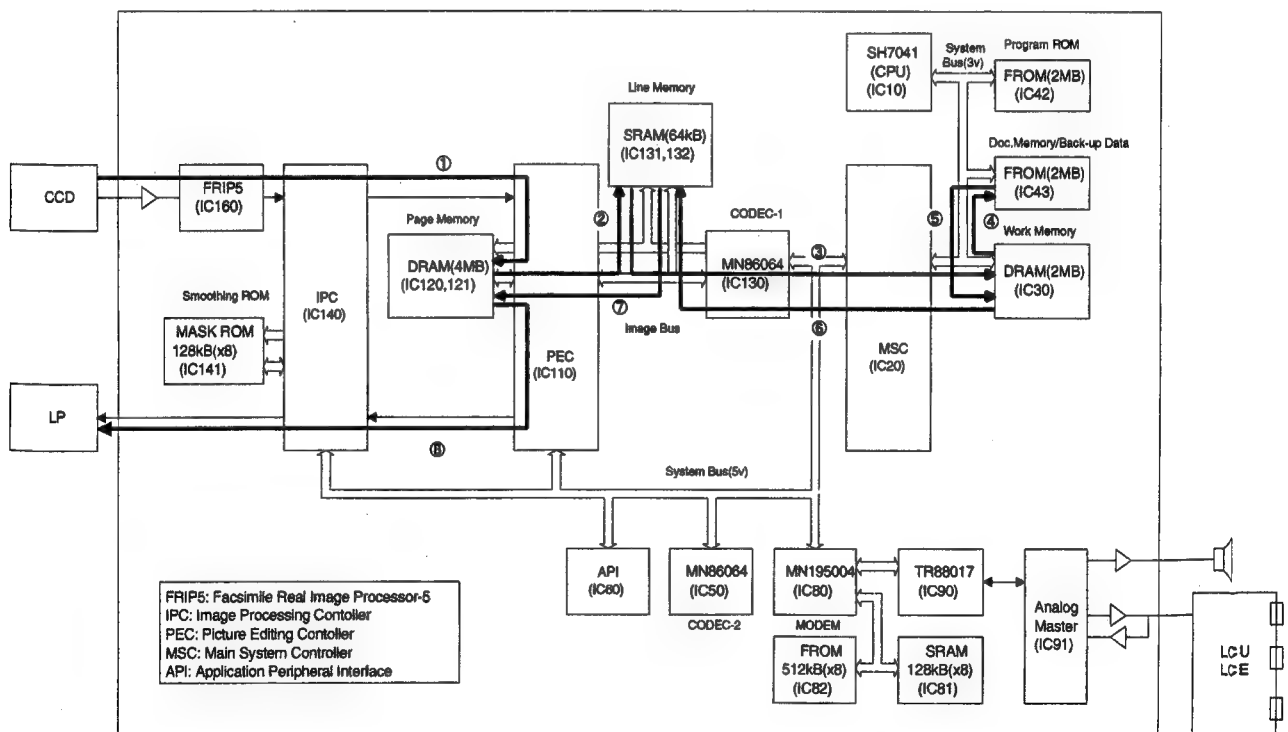 SH7041
(CPU)
(IC10)
System
Bus(3v)
Program ROM
FROM(2MB)
(IC42)
Line Memory
SRAM(64kB)
(IC131,132)
Doc.Memory/Back-up Data
FROM(2MB)
(IC43)
CCD
FRIP5
(IC160)
①
Page Memory
②
CODEC-1
③
⑤
④
Work Memory
DRAM(4MB)
(IC120,121)
MN86064
(IC130)
DRAM(2MB)
(IC30)
Smoothing ROM
IPC
(IC140)
⑦
Image Bus
⑥
MASK ROM
128kB(x8)
(IC141)
PEC
(IC110)
MSC
(IC20)
LP
⑧
System Bus(5v)
API
(IC60)
MN86064
(IC50)
CODEC-2
MN195004
(IC80)
MODEM
TR88017
(IC90)
Analog
Master
(IC91)
FROM
512kB(x8)
(IC82)
SRAM
128kB(x8)
(IC81)
LCU
LCE
FRIP5: Facsimile Real Image Processor-5
IPC: Image Processing Contoller
PEC: Picture Editing Contoller
MSC: Main System Controller
API: Application Peripheral Interface